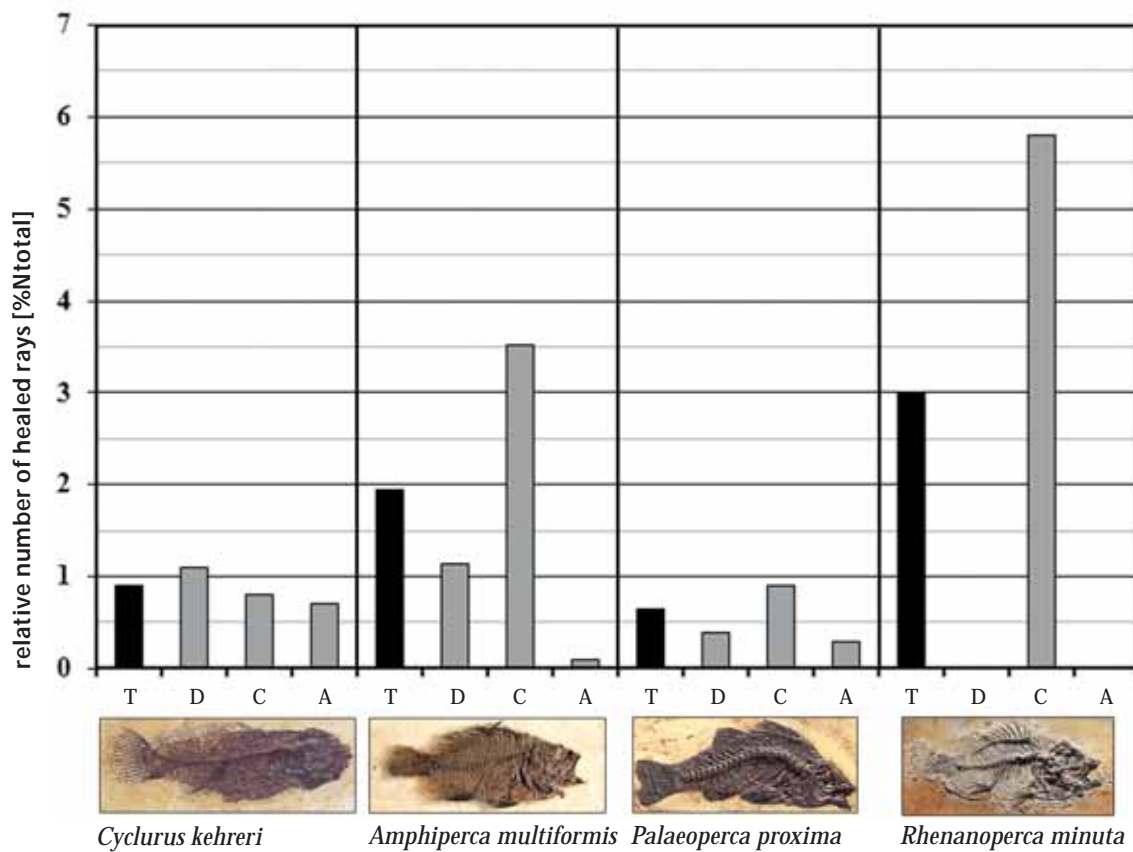 7
6
5
4
3
2
1
0
relative number of healed rays [%Ntotal]
T D C A T D C A T D C A T D C A
Cyclurus kehreri Amphiperca multiformis Palaeoperca proxima Rhenanoperca minuta